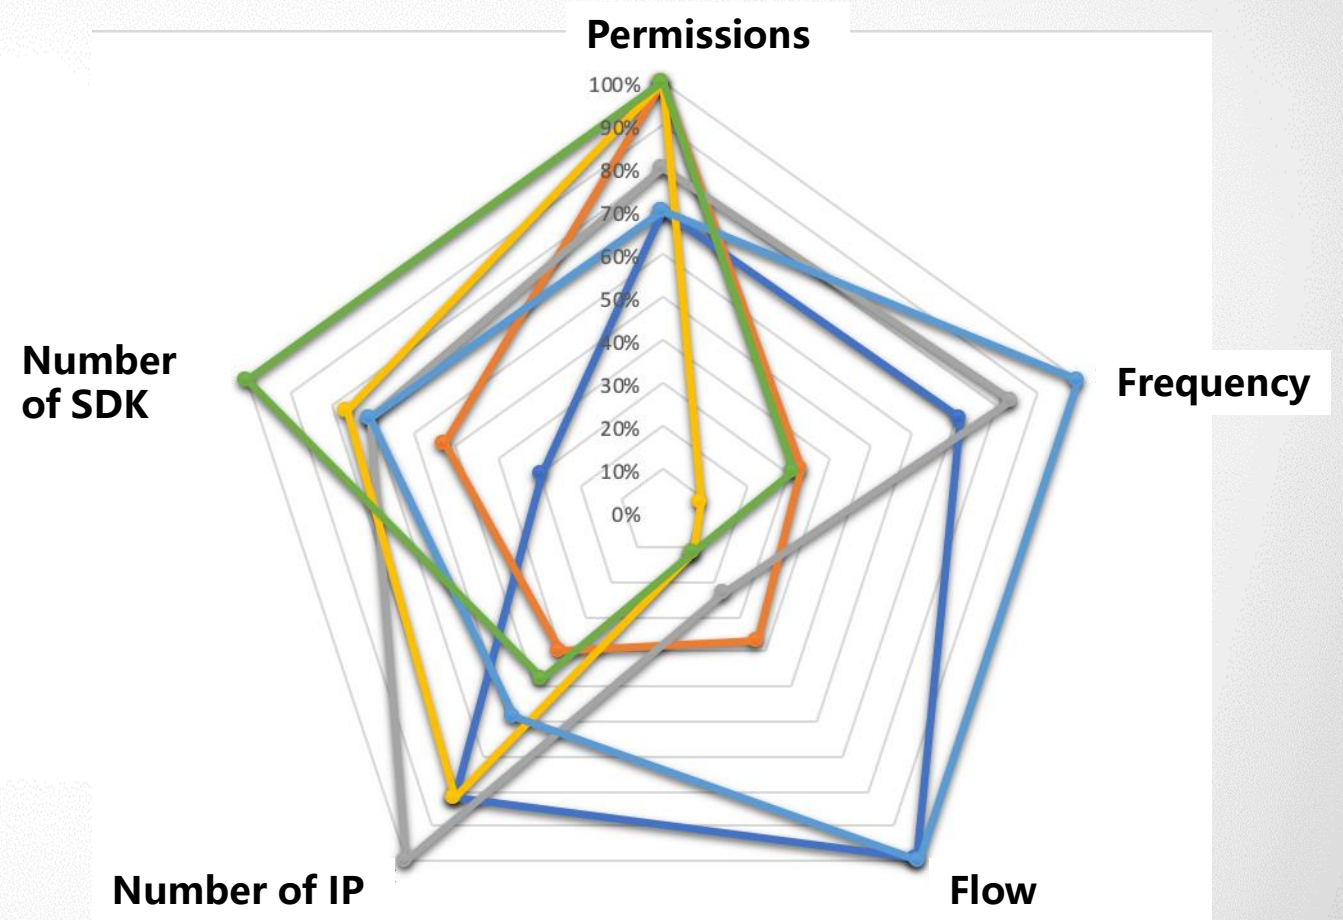 Permissions
100%
90%
80%
70%
60%
50%
40%
30%
20%
10%
0%
Number
of SDK
Frequency
Number of IP
Flow